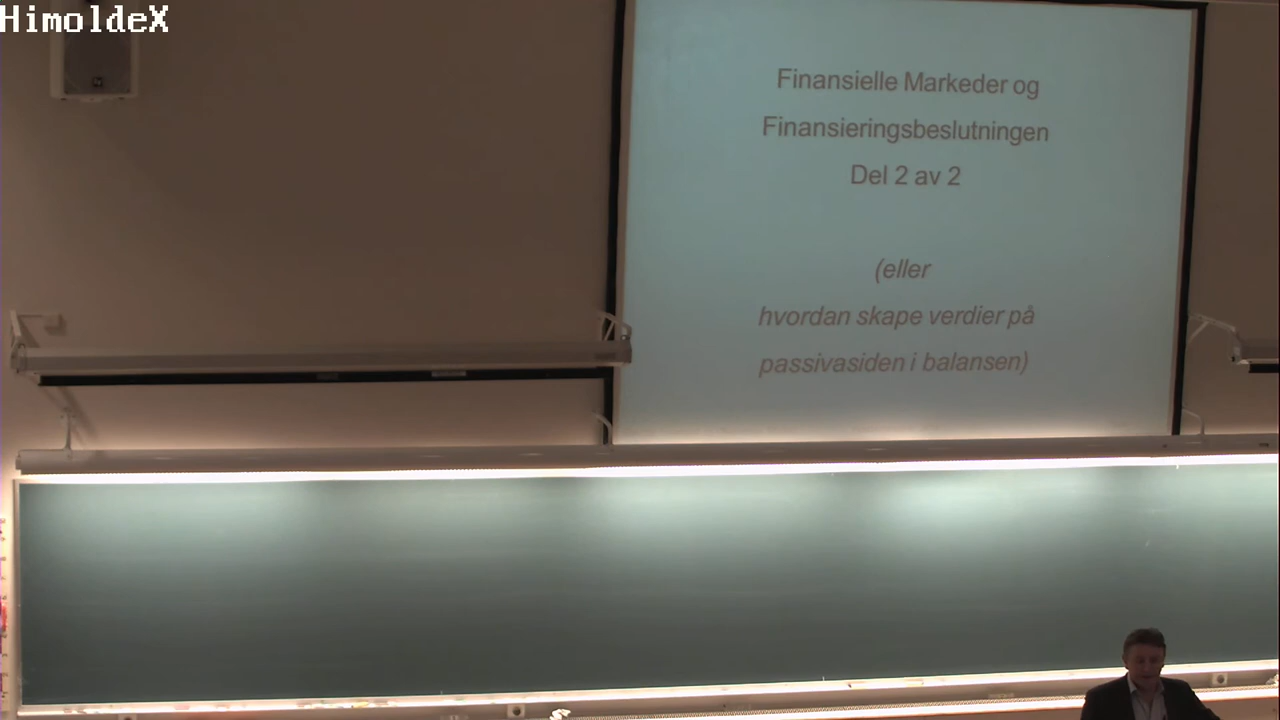 HimoldeX
Finansielle Markeder og
Finansieringsbeslutningen
Del 2 av 2
(eller
hvordan skape verdier på
passivasiden i balansen)